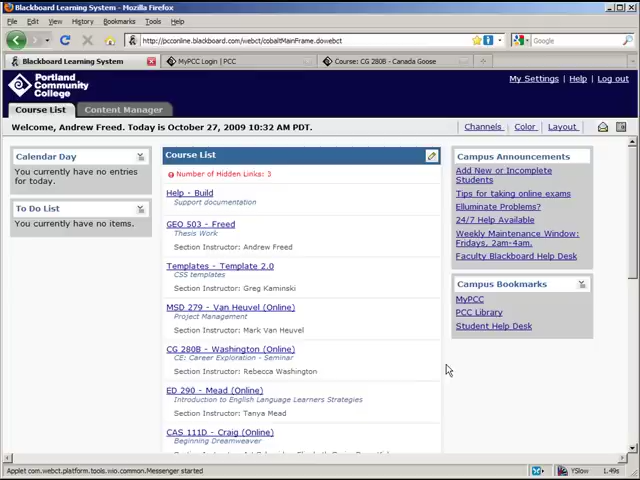 Blackboard Learning System - Mozilla Firefox
File Edit View History Bookmarks Tools Help
http://pcconline.blackboard.com/webct/cobaltMainFrame.dowebct
Google
Blackboard Learning System
MyPCC Login | PCC
Course: CG 280B - Canada Goose
Portland
Community
College
My Settings | Help | Log out
Course List
Content Manager
Welcome, Andrew Freed. Today is October 27, 2009 10:32 AM PDT.
Channels Color Layout
Calendar Day
You currently have no entries
for today.
To Do List
You currently have no items.
Course List
Number of Hidden Links: 3
Help - Build
Support documentation
GEO 503 - Freed
Thesis Work
Section Instructor: Andrew Freed
Templates - Template 2.0
CSS templates
Section Instructor: Greg Kaminski
MSD 279 - Van Heuvel (Online)
Project Management
Section Instructor: Mark Van Heuvel
CG 280B - Washington (Online)
CE: Career Exploration - Seminar
Section Instructor: Rebecca Washington
ED 290 - Mead (Online)
Introduction to English Language Learners Strategies
Section Instructor: Tanya Mead
CAS 111D - Craig (Online)
Beginning Dreamweaver
Campus Announcements
Add New or Incomplete
Students
Tips for taking online exams
Elluminate Problems?
24/7 Help Available
Weekly Maintenance Window:
Fridays, 2am-4am.
Faculty Blackboard Help Desk
Campus Bookmarks
MyPCC
PCC Library
Student Help Desk
Applet com.webct.platform.tools.wio.common.Messenger started
YSlow 1.49s